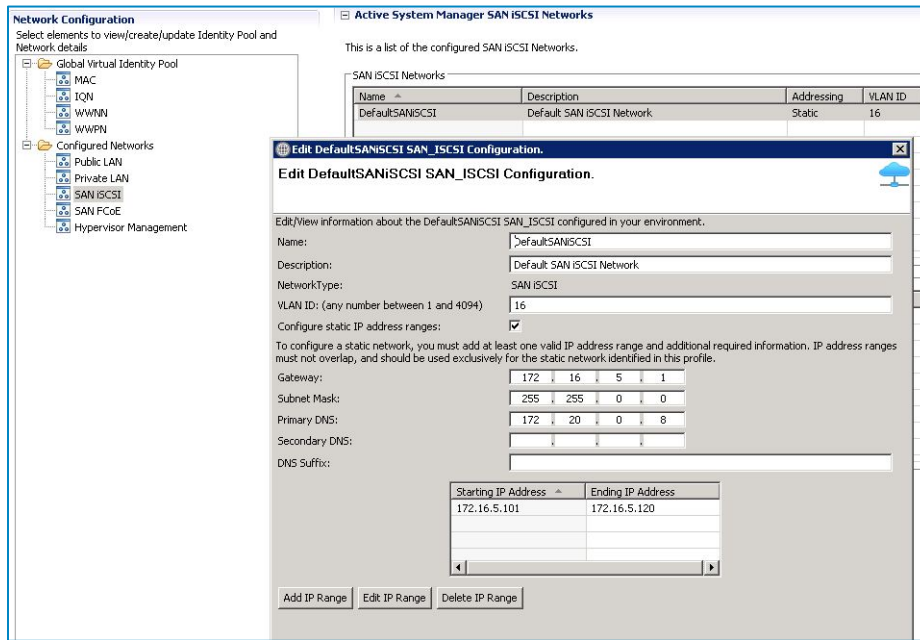 Network Configuration
Select elements to view/create/update Identity Pool and
Network details
Global Virtual Identity Pool
MAC
IQN
WWNN
WWPN
Configured Networks
Public LAN
Private LAN
SAN iSCSI
SAN FCoE
Hypervisor Management
Active System Manager SAN iSCSI Networks
This is a list of the configured SAN iSCSI Networks.
SAN iSCSI Networks
Name Description Addressing VLAN ID
DefaultSANiSCSI Default SAN iSCSI Network Static 16
Edit DefaultSANiSCSI SAN_ISCSI Configuration.
Edit DefaultSANiSCSI SAN_ISCSI Configuration.
Edit/View information about the DefaultSANiSCSI SAN_ISCSI configured in your environment.
Name: DefaultSANiSCSI
Description: Default SAN iSCSI Network
NetworkType: SAN iSCSI
VLAN ID: (any number between 1 and 4094) 16
Configure static IP address ranges:
To configure a static network, you must add at least one valid IP address range and additional required information. IP address ranges
must not overlap, and should be used exclusively for the static network identified in this profile.
Gateway: 172 . 16 . 5 . 1
Subnet Mask: 255 . 255 . 0 . 0
Primary DNS: 172 . 20 . 0 . 8
Secondary DNS: . . .
DNS Suffix:
Starting IP Address Ending IP Address
172.16.5.101 172.16.5.120
Add IP Range Edit IP Range Delete IP Range